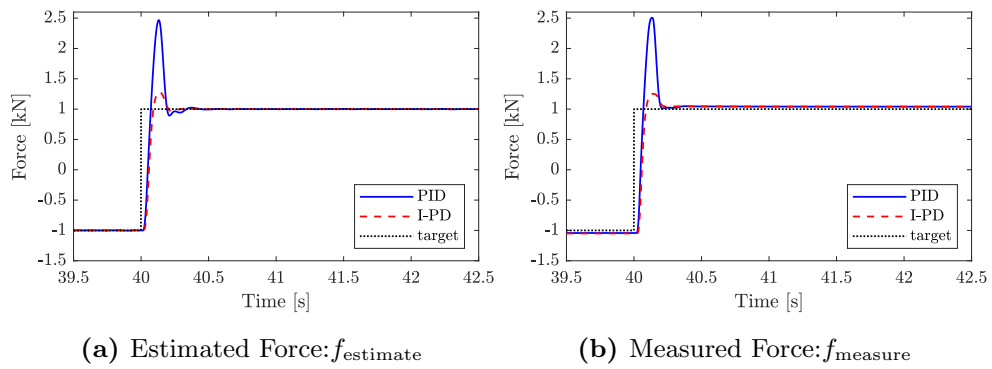 2.5
2
1.5
1
0.5
0
-0.5
-1
-1.5
Force [kN]
39.5 40 40.5 41 41.5 42 42.5
Time [s]
PID
I-PD
target
(a) Estimated Force:f_estimate
2.5
2
1.5
1
0.5
0
-0.5
-1
-1.5
Force [kN]
39.5 40 40.5 41 41.5 42 42.5
Time [s]
PID
I-PD
target
(b) Measured Force:f_measure